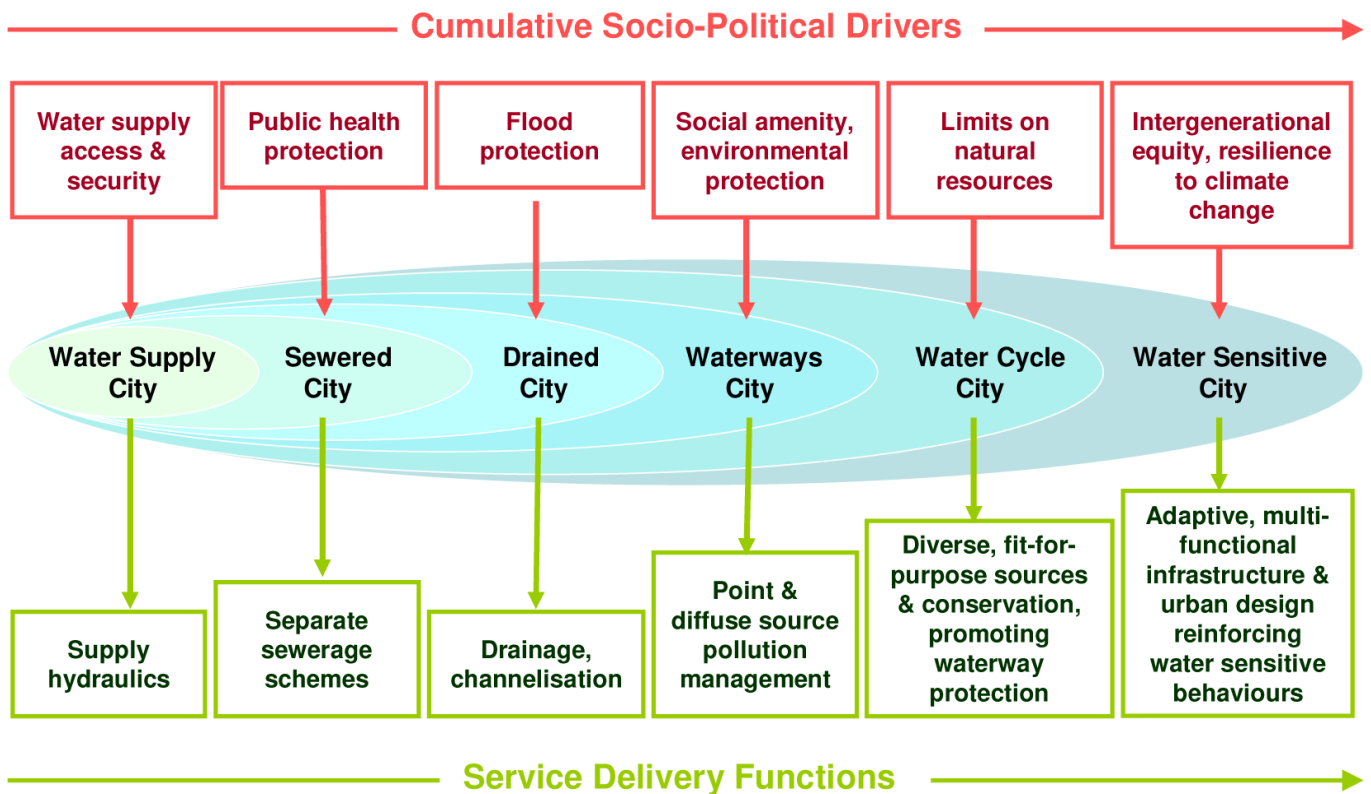 Cumulative Socio-Political Drivers
Water supply
access &
security
Public health
protection
Flood
protection
Social amenity,
environmental
protection
Limits on
natural
resources
Intergenerational
equity, resilience
to climate
change
Water Supply
City
Sewered
City
Drained
City
Waterways
City
Water Cycle
City
Water Sensitive
City
Supply
hydraulics
Separate
sewerage
schemes
Drainage,
channelisation
Point &
diffuse source
pollution
management
Diverse, fit-for-
purpose sources
& conservation,
promoting
waterway
protection
Adaptive, multi-
functional
infrastructure &
urban design
reinforcing
water sensitive
behaviours
Service Delivery Functions